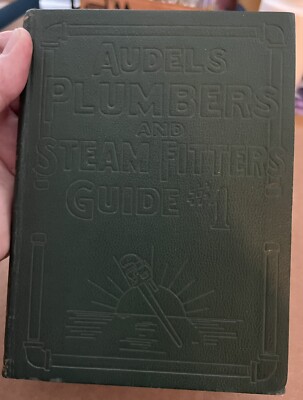 AUDELS
PLUMBERS
AND
STEAM FITTERS
GUIDE #1